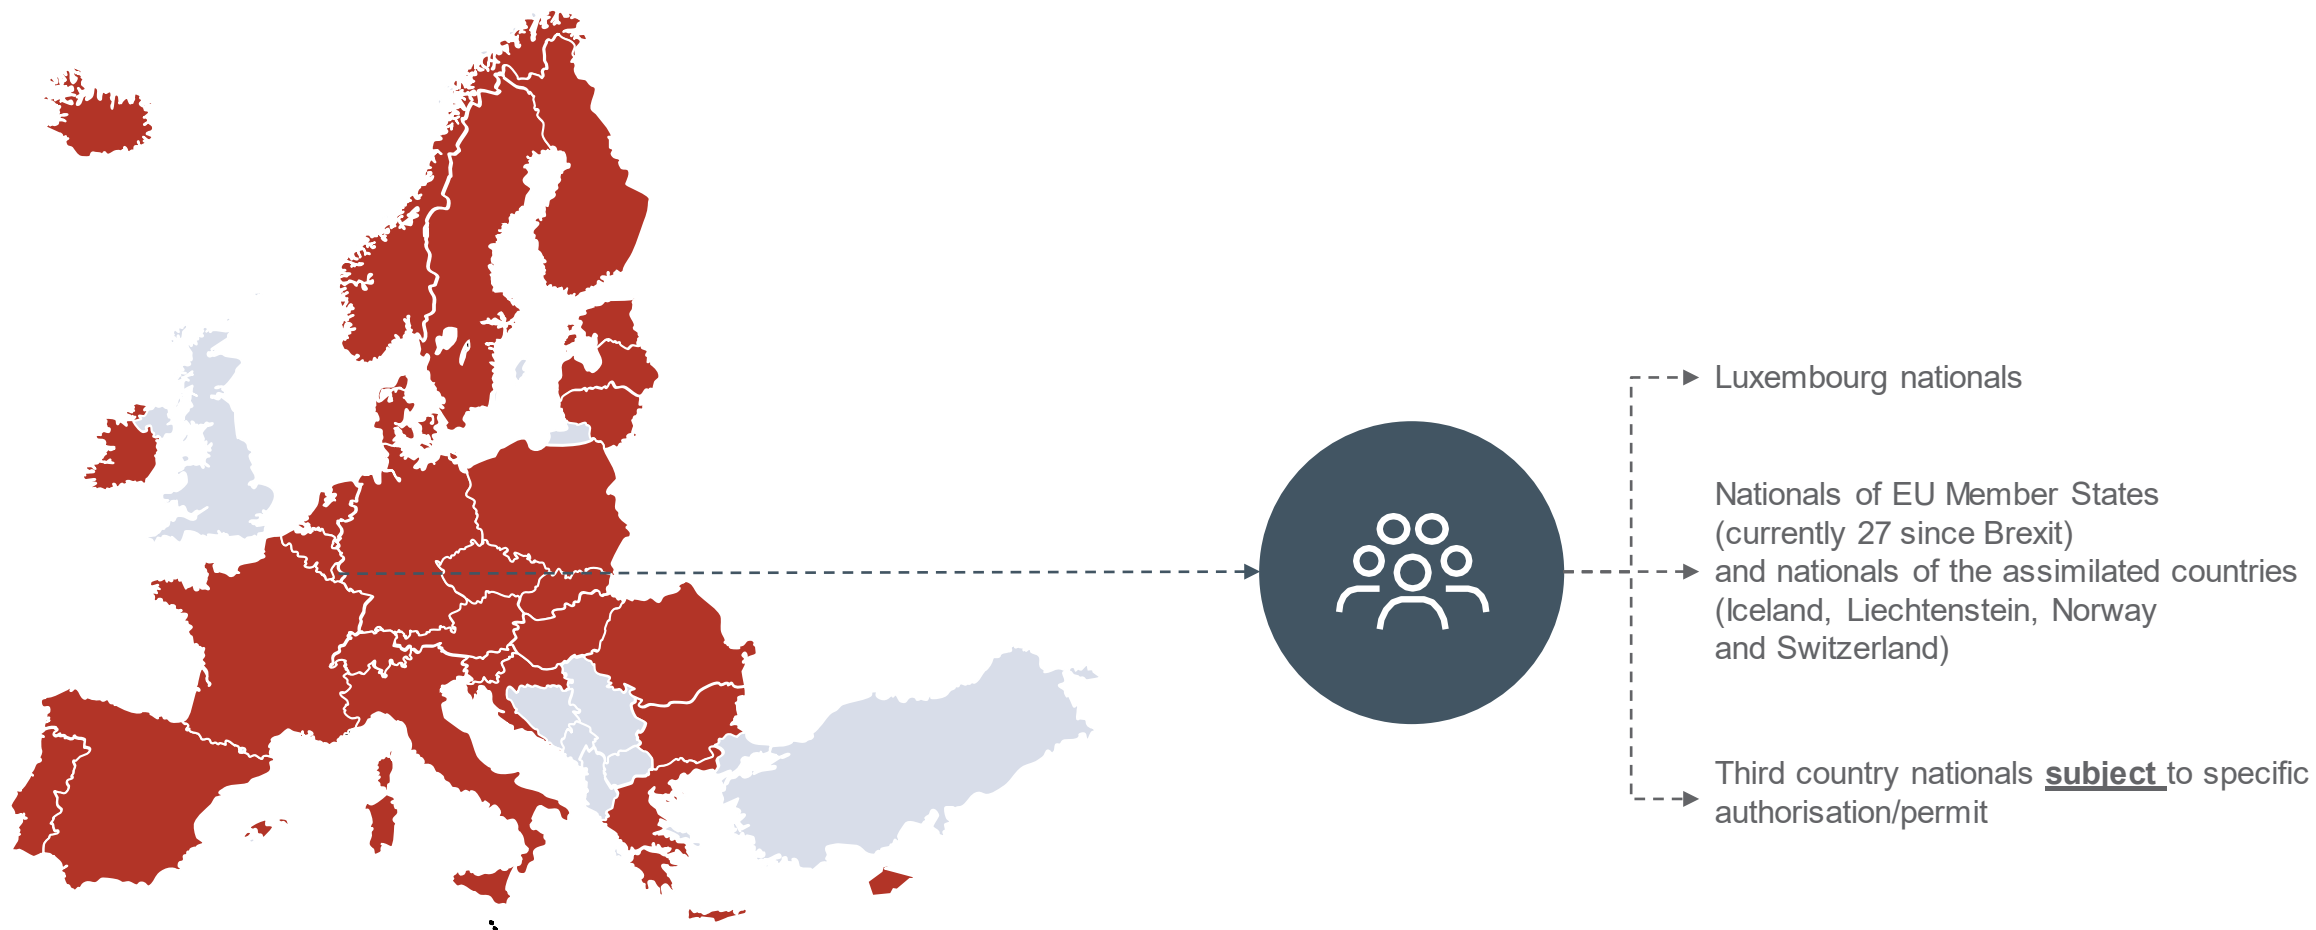 Luxembourg nationals
Nationals of EU Member States
(currently 27 since Brexit)
and nationals of the assimilated countries
(Iceland, Liechtenstein, Norway
and Switzerland)
Third country nationals subject to specific
authorisation/permit